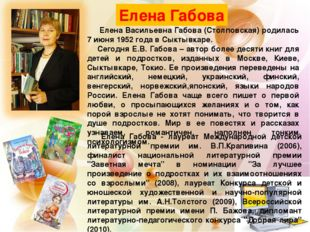 Елена Габова
Елена Васильевна Габова (Столповская) родилась
7 июня 1952 года в Сыктывкаре.
Сегодня Е.В. Габова – автор более десяти книг для
детей и подростков, изданных в Москве, Киеве,
Сыктывкаре, Токио. Ее произведения переведены на
английский, немецкий, украинский, финский,
венгерский, норвежский,японский, языки народов
России. Елена Габова чаще всего пишет о первой
любви, о просыпающихся желаниях и о том, как
порой взрослые не хотят понимать, что творится в
душе подростков. Мир в ее повестях и рассказах
узнаваем, романтичен, наполнен тонким
психологизмом.
Елена Габова - лауреат Международной детской
литературной премии им. В.П.Крапивина (2006),
финалист национальной литературной премии
"Заветная мечта" в номинации "За лучшее
произведение о подростках и их взаимоотношениях
со взрослыми" (2008), лауреат Конкурса детской и
юношеской художественной и научно-популярной
литературы им. А.Н.Толстого (2009), Всероссийской
литературной премии имени П. Бажова, дипломант
литературно-педагогического конкурса "Добрая лира"
(2010).